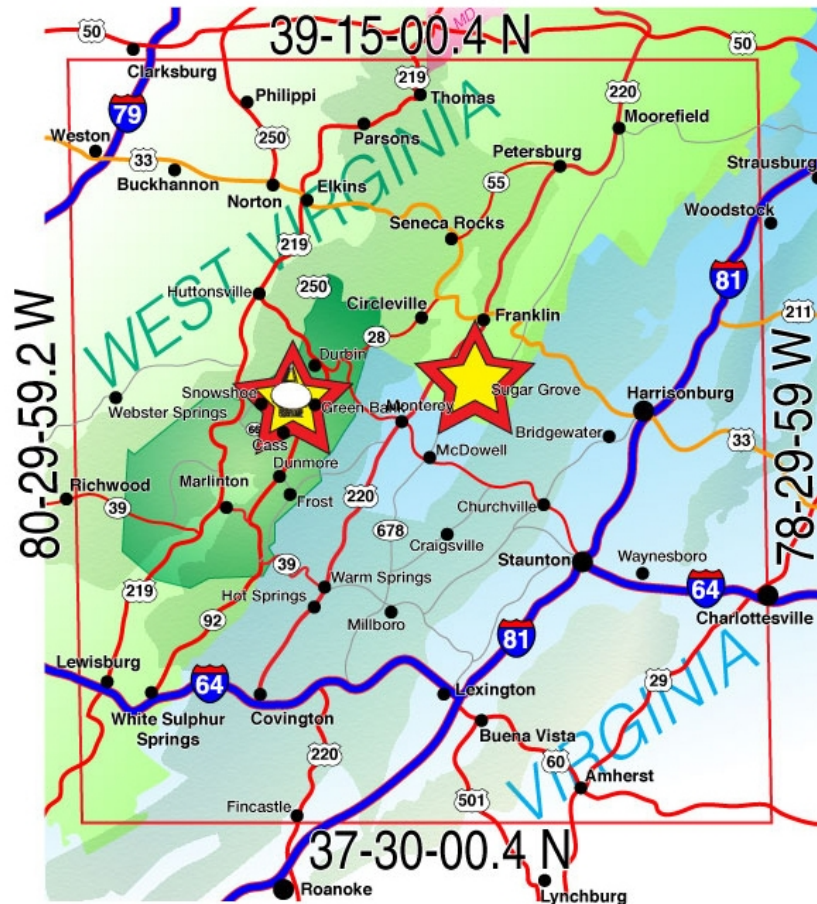 50
MD
39-15-00.4 N
50
Clarksburg
219
Philippi
Thomas
220
79
Moorefield
Weston
250
Parsons
Petersburg
33
Strausburg
Buckhannon
Norton
Elkins
55
Woodstock
WEST VIRGINIA
219
Seneca Rocks
81
Huttonsville
250
Circleville
Franklin
211
28
80-29-59.2 W
78-29-59 W
Durbin
Snowshoe
Green Bank
Monterey
Sugar Grove
Harrisonburg
Webster Springs
Cass
Bridgewater
33
McDowell
Dunmore
Richwood
Marlinton
Frost
220
Churchville
39
678
Craigsville
Staunton
Waynesboro
39
Warm Springs
64
219
Hot Springs
Millboro
Charlottesville
92
81
Lewisburg
64
29
White Sulphur
Springs
Covington
Lexington
Buena Vista
VIRGINIA
220
60
Amherst
501
Fincastle
37-30-00.4 N
Roanoke
Lynchburg